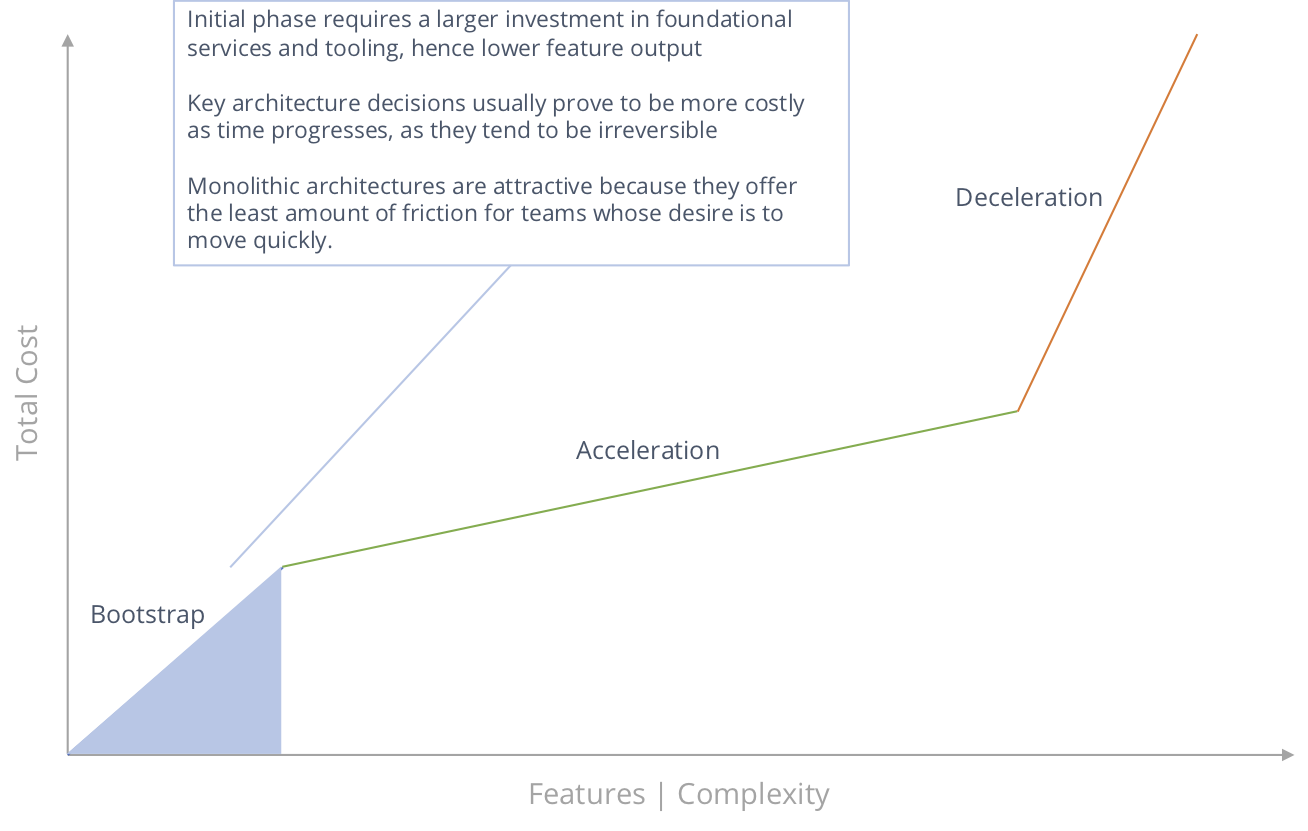 Initial phase requires a larger investment in foundational
services and tooling, hence lower feature output
Key architecture decisions usually prove to be more costly
as time progresses, as they tend to be irreversible
Monolithic architectures are attractive because they offer
the least amount of friction for teams whose desire is to
move quickly.
Deceleration
Total Cost
Acceleration
Bootstrap
Features | Complexity